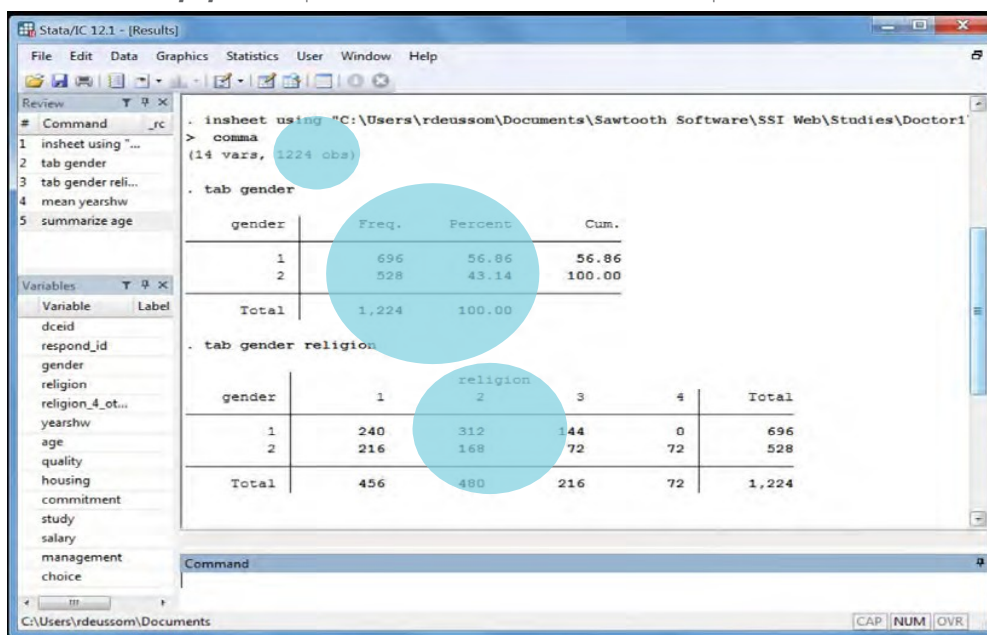 Stata/IC 12.1 - [Results]
File Edit Data Graphics Statistics User Window Help
Review
# Command _rc
1 insheet using "...
2 tab gender
3 tab gender reli...
4 mean yearshw
5 summarize age
Variables
Variable Label
dceid
respond_id
gender
religion
religion_4_ot...
yearshw
age
quality
housing
commitment
study
salary
management
choice
. insheet using "C:\Users\rdeussom\Documents\Sawtooth Software\SSI Web\Studies\Doctor1
> comma
(14 vars, 1224 obs)
. tab gender
gender Freq. Percent Cum.
1 696 56.86 56.86
2 528 43.14 100.00
Total 1,224 100.00
. tab gender religion
religion
gender 1 2 3 4 Total
1 240 312 144 0 696
2 216 168 72 72 528
Total 456 480 216 72 1,224
Command
C:\Users\rdeussom\Documents
CAP NUM OVR